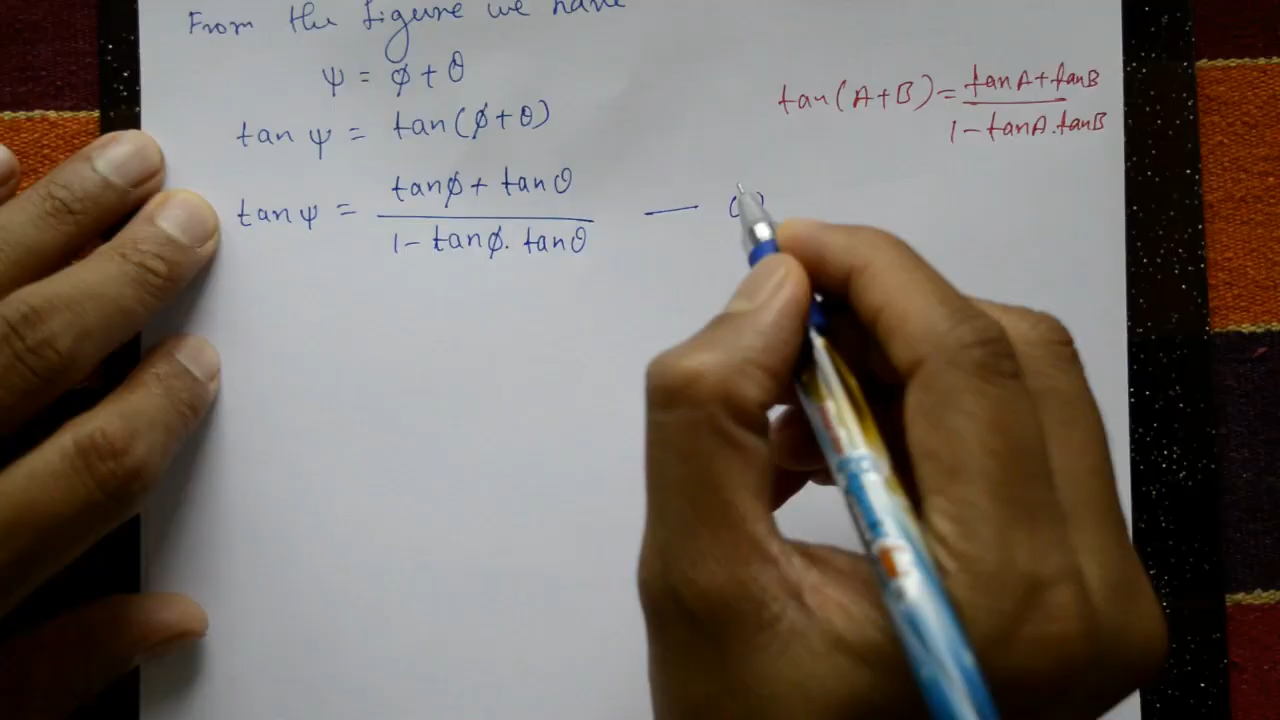 From the figure we have
ψ = ϕ + θ
tan ψ = tan(ϕ + θ)
tan ψ = tanϕ + tanθ
1 - tanϕ. tanθ
tan(A+B) = tanA + tanB
1 - tanA.tanB